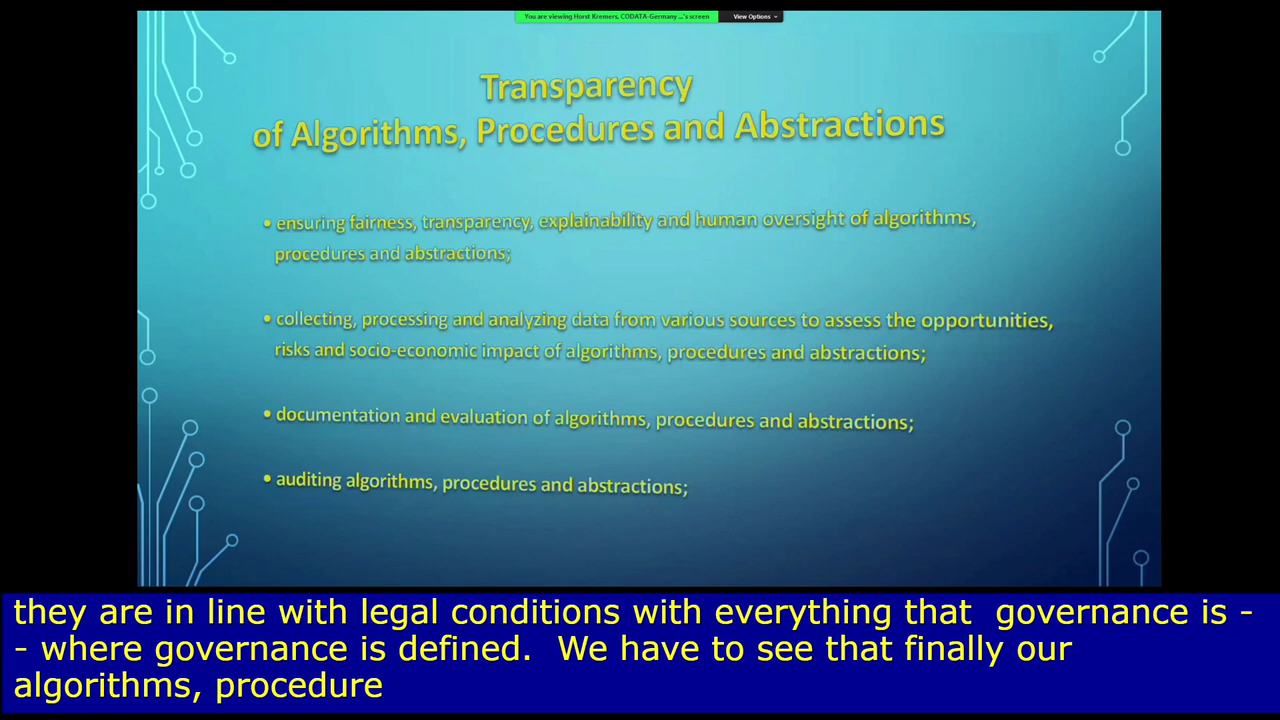 You are viewing Horst Kremers, CODATA-Germany ...'s screen
View Options
Transparency
of Algorithms, Procedures and Abstractions
• ensuring fairness, transparency, explainability and human oversight of algorithms,
procedures and abstractions;
• collecting, processing and analyzing data from various sources to assess the opportunities,
risks and socio-economic impact of algorithms, procedures and abstractions;
• documentation and evaluation of algorithms, procedures and abstractions;
• auditing algorithms, procedures and abstractions;
they are in line with legal conditions with everything that  governance is -
- where governance is defined.  We have to see that finally our
algorithms, procedure